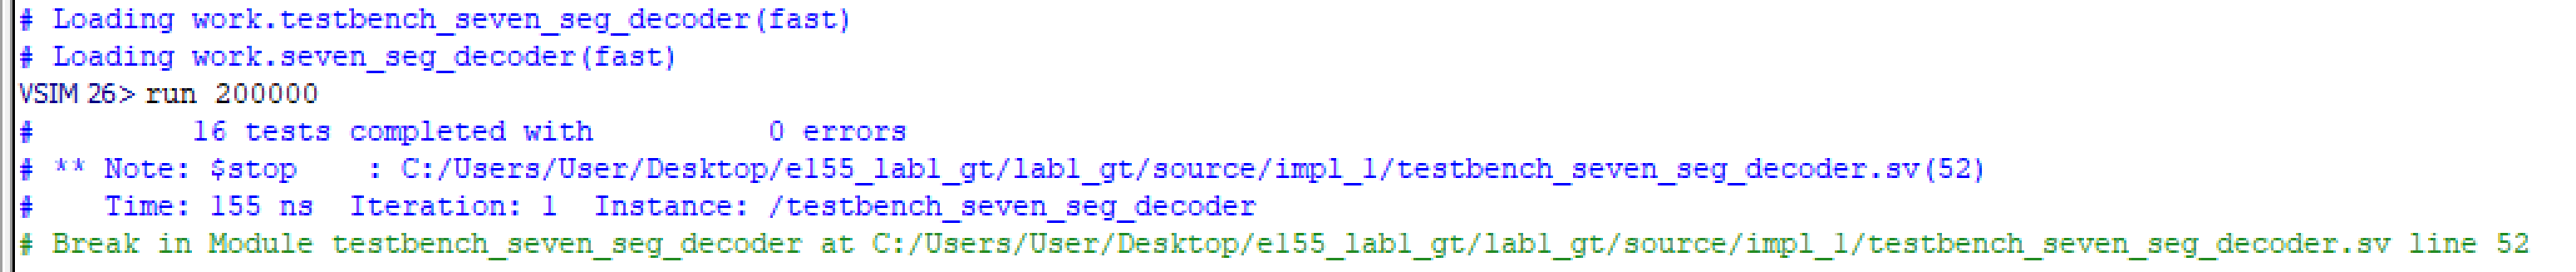 # Loading work.testbench_seven_seg_decoder(fast)
# Loading work.seven_seg_decoder(fast)
VSIM 26> run 200000
#         16 tests completed with          0 errors
# ** Note: $stop    : C:/Users/User/Desktop/e155_lab1_gt/lab1_gt/source/impl_1/testbench_seven_seg_decoder.sv(52)
#    Time: 155 ns  Iteration: 1  Instance: /testbench_seven_seg_decoder
# Break in Module testbench_seven_seg_decoder at C:/Users/User/Desktop/e155_lab1_gt/lab1_gt/source/impl_1/testbench_seven_seg_decoder.sv line 52